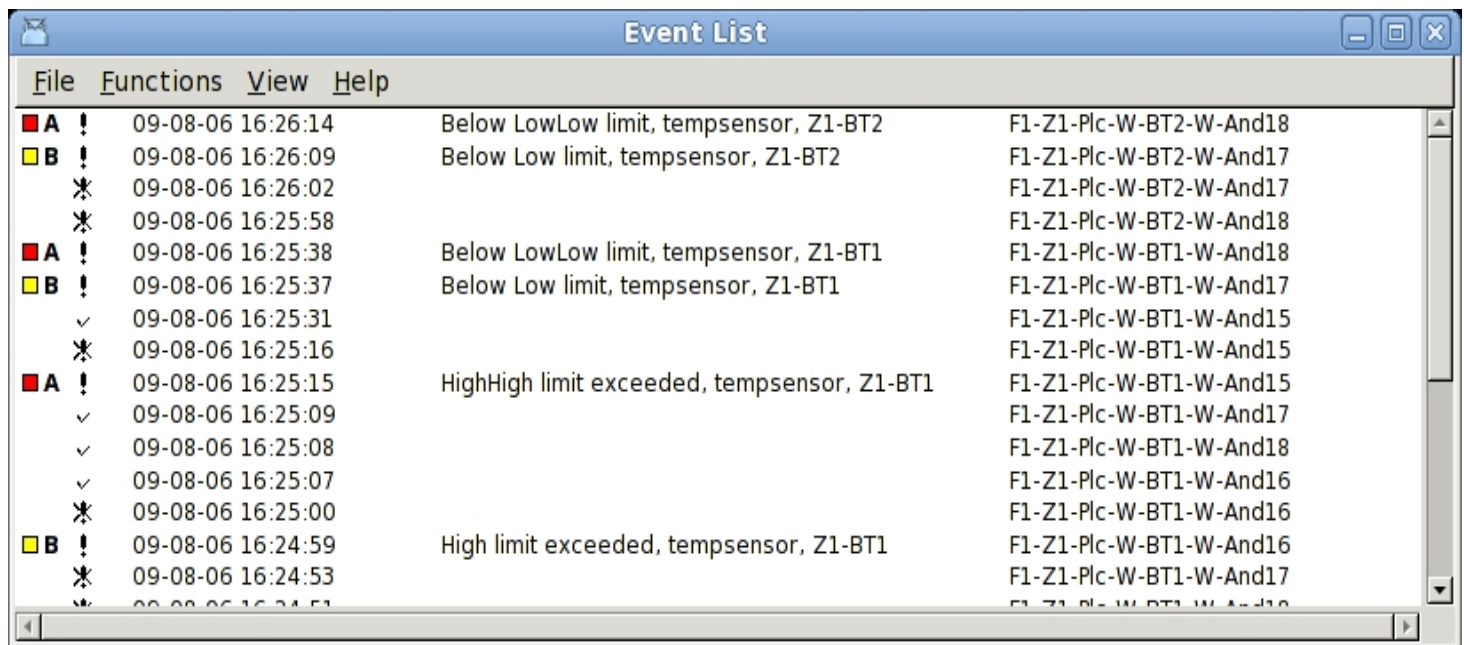 Event List
File Functions View Help
A ! 09-08-06 16:26:14 Below LowLow limit, tempsensor, Z1-BT2 F1-Z1-Plc-W-BT2-W-And18
B ! 09-08-06 16:26:09 Below Low limit, tempsensor, Z1-BT2 F1-Z1-Plc-W-BT2-W-And17
09-08-06 16:26:02 F1-Z1-Plc-W-BT2-W-And17
09-08-06 16:25:58 F1-Z1-Plc-W-BT2-W-And18
A ! 09-08-06 16:25:38 Below LowLow limit, tempsensor, Z1-BT1 F1-Z1-Plc-W-BT1-W-And18
B ! 09-08-06 16:25:37 Below Low limit, tempsensor, Z1-BT1 F1-Z1-Plc-W-BT1-W-And17
09-08-06 16:25:31 F1-Z1-Plc-W-BT1-W-And15
09-08-06 16:25:16 F1-Z1-Plc-W-BT1-W-And15
A ! 09-08-06 16:25:15 HighHigh limit exceeded, tempsensor, Z1-BT1 F1-Z1-Plc-W-BT1-W-And15
09-08-06 16:25:09 F1-Z1-Plc-W-BT1-W-And17
09-08-06 16:25:08 F1-Z1-Plc-W-BT1-W-And18
09-08-06 16:25:07 F1-Z1-Plc-W-BT1-W-And16
09-08-06 16:25:00 F1-Z1-Plc-W-BT1-W-And16
B ! 09-08-06 16:24:59 High limit exceeded, tempsensor, Z1-BT1 F1-Z1-Plc-W-BT1-W-And16
09-08-06 16:24:53 F1-Z1-Plc-W-BT1-W-And17